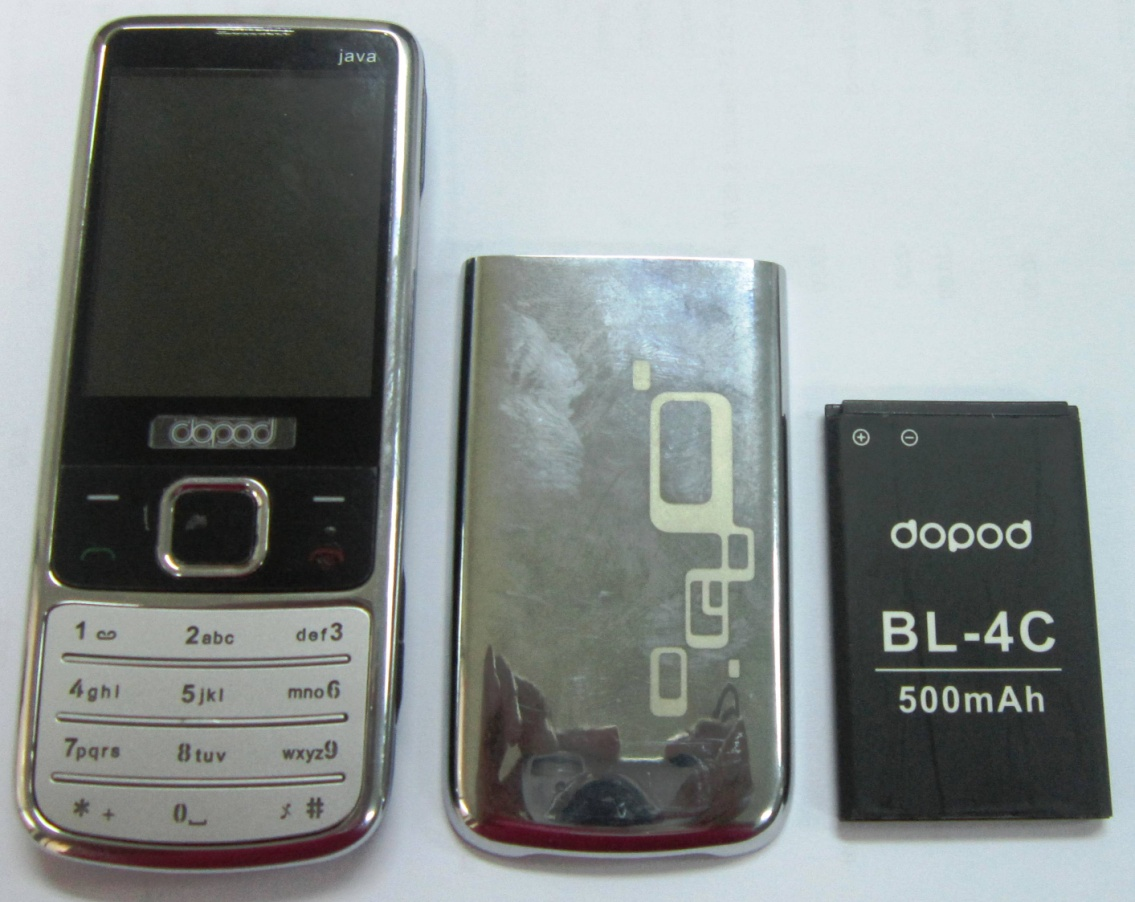 java
dopod
1 2abc def3
4ghi 5jkl mno6
7pqrs 8tuv wxyz9
* + 0 #
dopod
BL-4C
500mAh